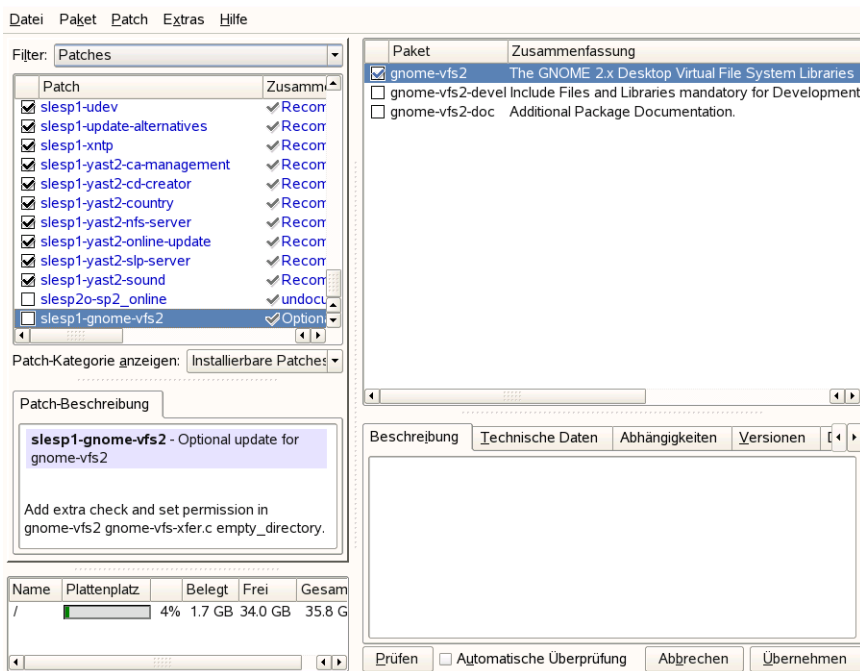 Datei Paket Patch Extras Hilfe
Filter: Patches
Patch Zusamm
slesp1-udev Recom
slesp1-update-alternatives Recom
slesp1-xntp Recom
slesp1-yast2-ca-management Recom
slesp1-yast2-cd-creator Recom
slesp1-yast2-country Recom
slesp1-yast2-nfs-server Recom
slesp1-yast2-online-update Recom
slesp1-yast2-slp-server Recom
slesp1-yast2-sound Recom
slesp2o-sp2_online undocu
slesp1-gnome-vfs2 Option
Patch-Kategorie anzeigen: Installierbare Patches
Patch-Beschreibung
slesp1-gnome-vfs2 - Optional update for
gnome-vfs2
Add extra check and set permission in
gnome-vfs2 gnome-vfs-xfer.c empty_directory.
Name Plattenplatz Belegt Frei Gesam
/ 4% 1.7 GB 34.0 GB 35.8 G
Paket Zusammenfassung
gnome-vfs2 The GNOME 2.x Desktop Virtual File System Libraries
gnome-vfs2-devel Include Files and Libraries mandatory for Development
gnome-vfs2-doc Additional Package Documentation.
Beschreibung Technische Daten Abhängigkeiten Versionen
Prüfen Automatische Überprüfung Abbrechen Übernehmen